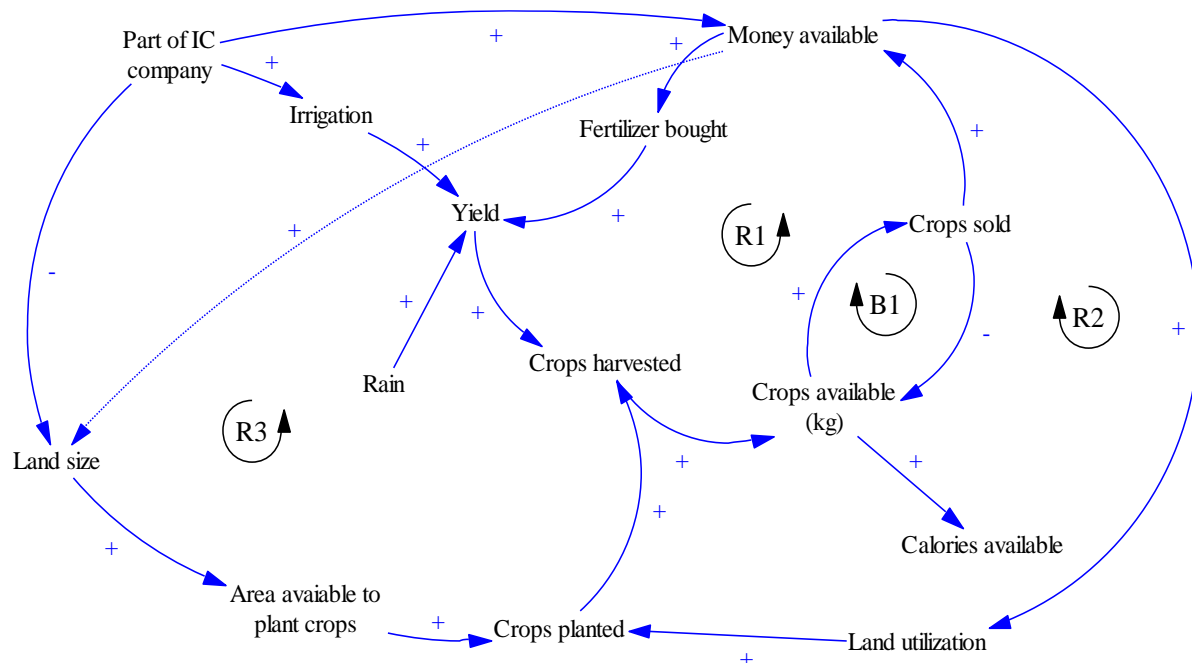 Part of IC
company
+
Money available
+
+
Irrigation
Fertilizer bought
+
+
+
Yield
+
R1
Crops sold
+
-
+
+
+
B1
-
R2
+
Rain
Crops harvested
Crops available
(kg)
R3
Land size
+
+
+
+
Calories available
Area avaiable to
plant crops
+
Crops planted
+
Land utilization